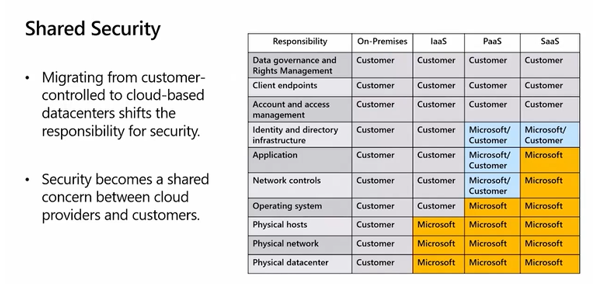 Shared Security
• Migrating from customer-
controlled to cloud-based
datacenters shifts the
responsibility for security.
• Security becomes a shared
concern between cloud
providers and customers.
Responsibility On-Premises IaaS PaaS SaaS
Data governance and Customer Customer Customer Customer
Rights Management
Client endpoints Customer Customer Customer Customer
Account and access Customer Customer Customer Customer
management
Identity and directory Customer Customer Microsoft/ Microsoft/
infrastructure Customer Customer
Application Customer Customer Microsoft/ Microsoft
Customer
Network controls Customer Customer Microsoft/ Microsoft
Customer
Operating system Customer Customer Microsoft Microsoft
Physical hosts Customer Microsoft Microsoft Microsoft
Physical network Customer Microsoft Microsoft Microsoft
Physical datacenter Customer Microsoft Microsoft Microsoft